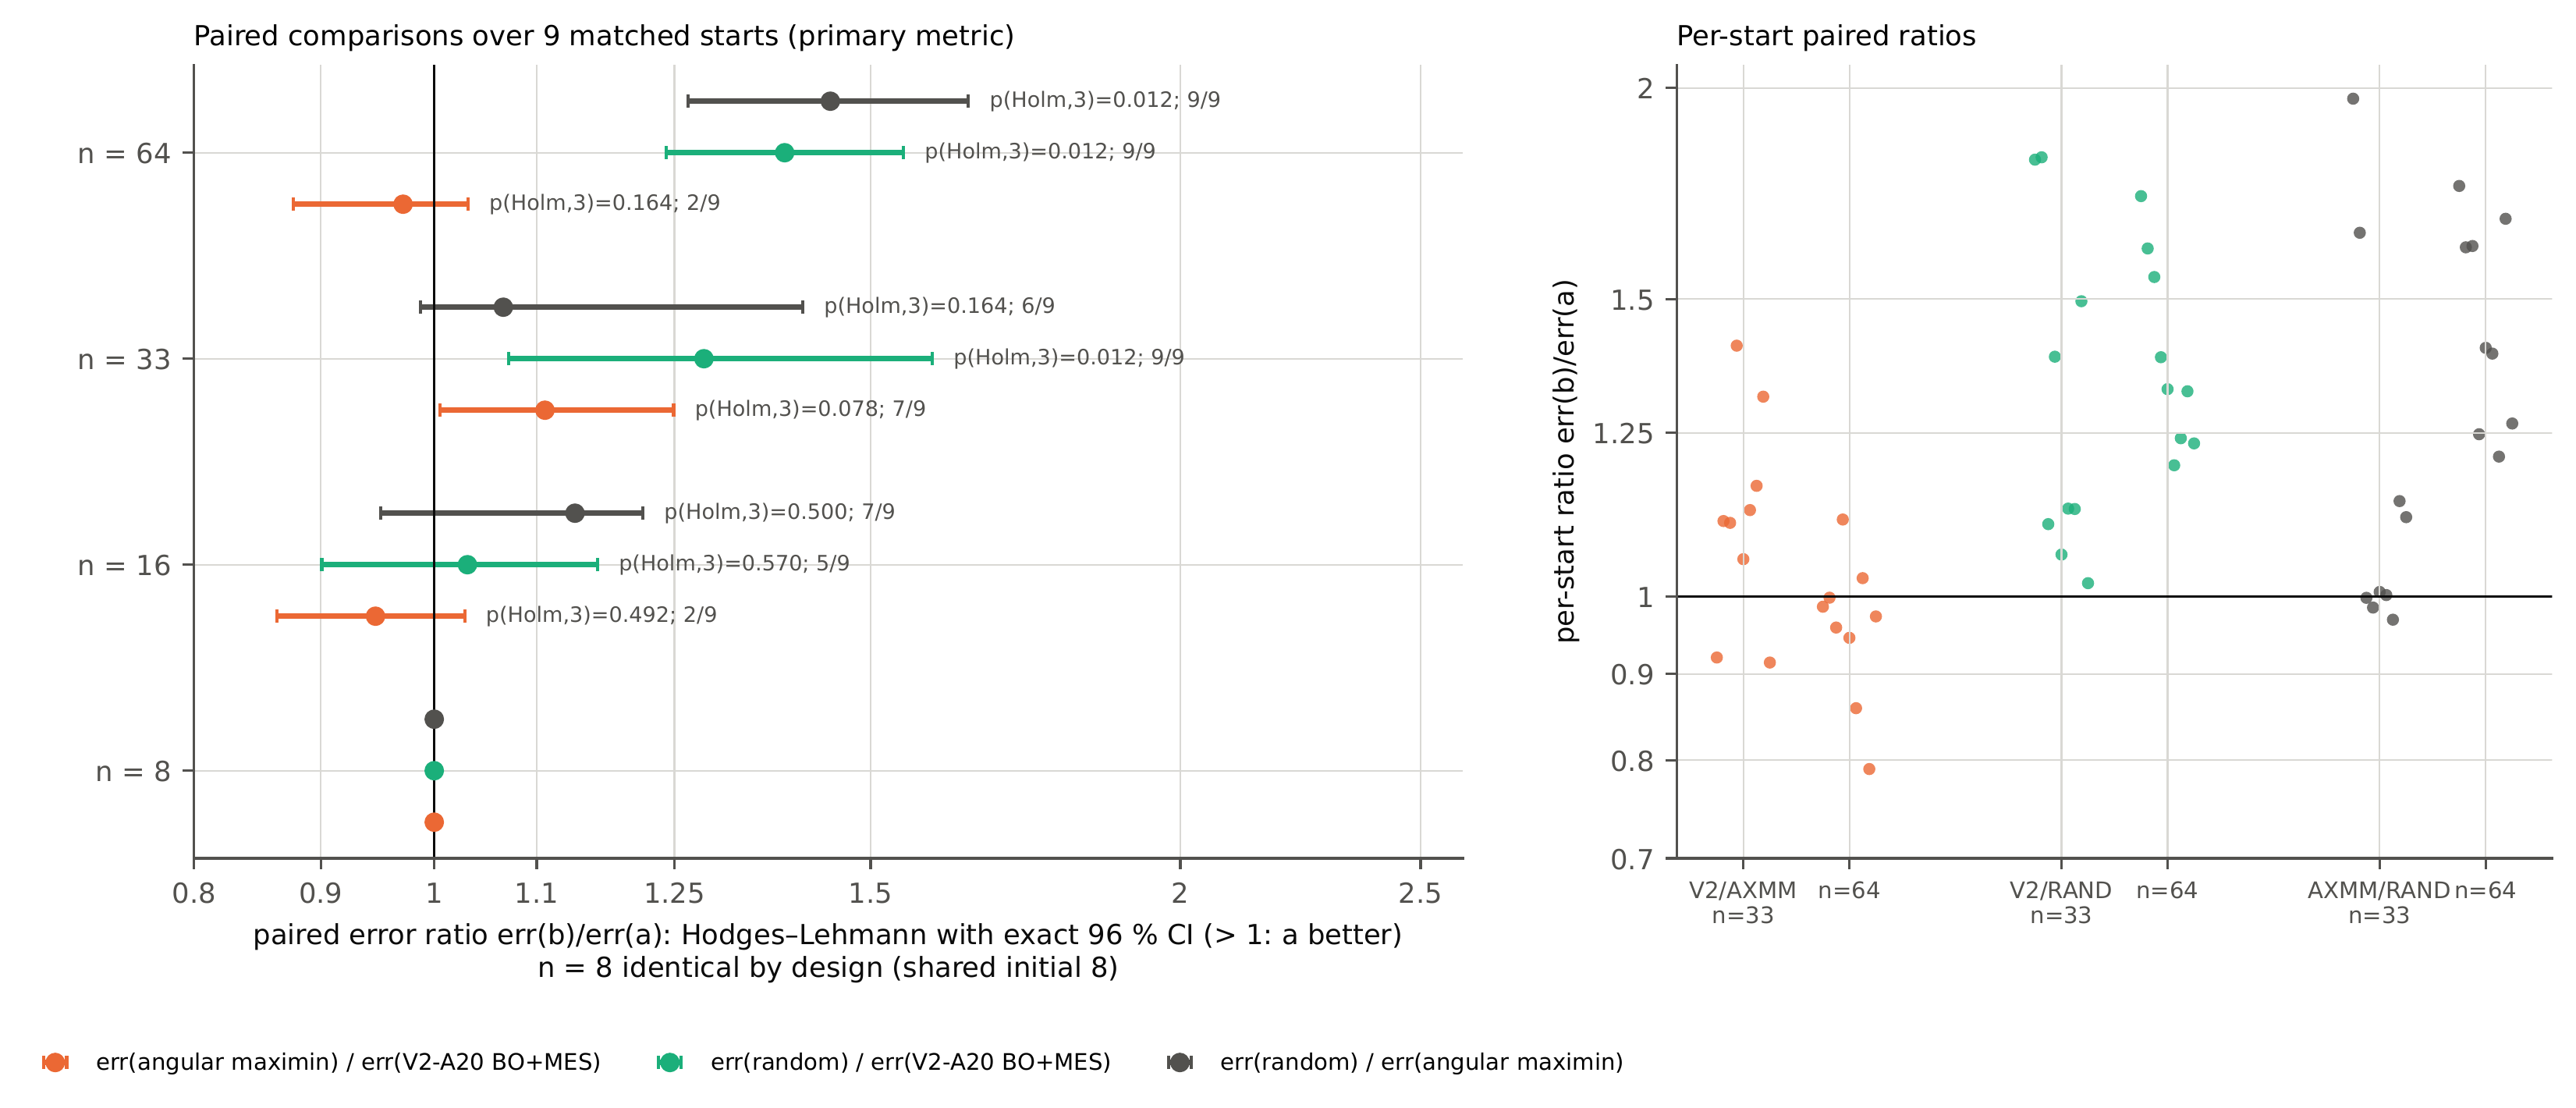 Paired comparisons over 9 matched starts (primary metric)
n = 64
n = 33
n = 16
n = 8
p(Holm,3)=0.012; 9/9
p(Holm,3)=0.012; 9/9
p(Holm,3)=0.164; 2/9
p(Holm,3)=0.164; 6/9
p(Holm,3)=0.012; 9/9
p(Holm,3)=0.078; 7/9
p(Holm,3)=0.500; 7/9
p(Holm,3)=0.570; 5/9
p(Holm,3)=0.492; 2/9
0.8 0.9 1 1.1 1.25 1.5 2 2.5
paired error ratio err(b)/err(a): Hodges–Lehmann with exact 96 % CI (> 1: a better)
n = 8 identical by design (shared initial 8)
Per-start paired ratios
per-start ratio err(b)/err(a)
2
1.5
1.25
1
0.9
0.8
0.7
V2/AXMM n=64 V2/RAND n=64 AXMM/RAND n=64
n=33 n=33 n=33
err(angular maximin) / err(V2-A20 BO+MES) err(random) / err(V2-A20 BO+MES) err(random) / err(angular maximin)